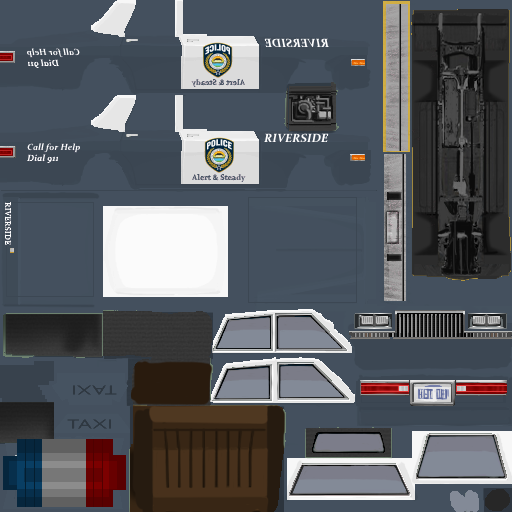 RIVERSIDE
POLICE
Call for Help
Dial 911
Alert & Steady
RIVERSIDE
POLICE
Call for Help
Dial 911
Alert & Steady
RIVERSIDE
TAXI
TAXI